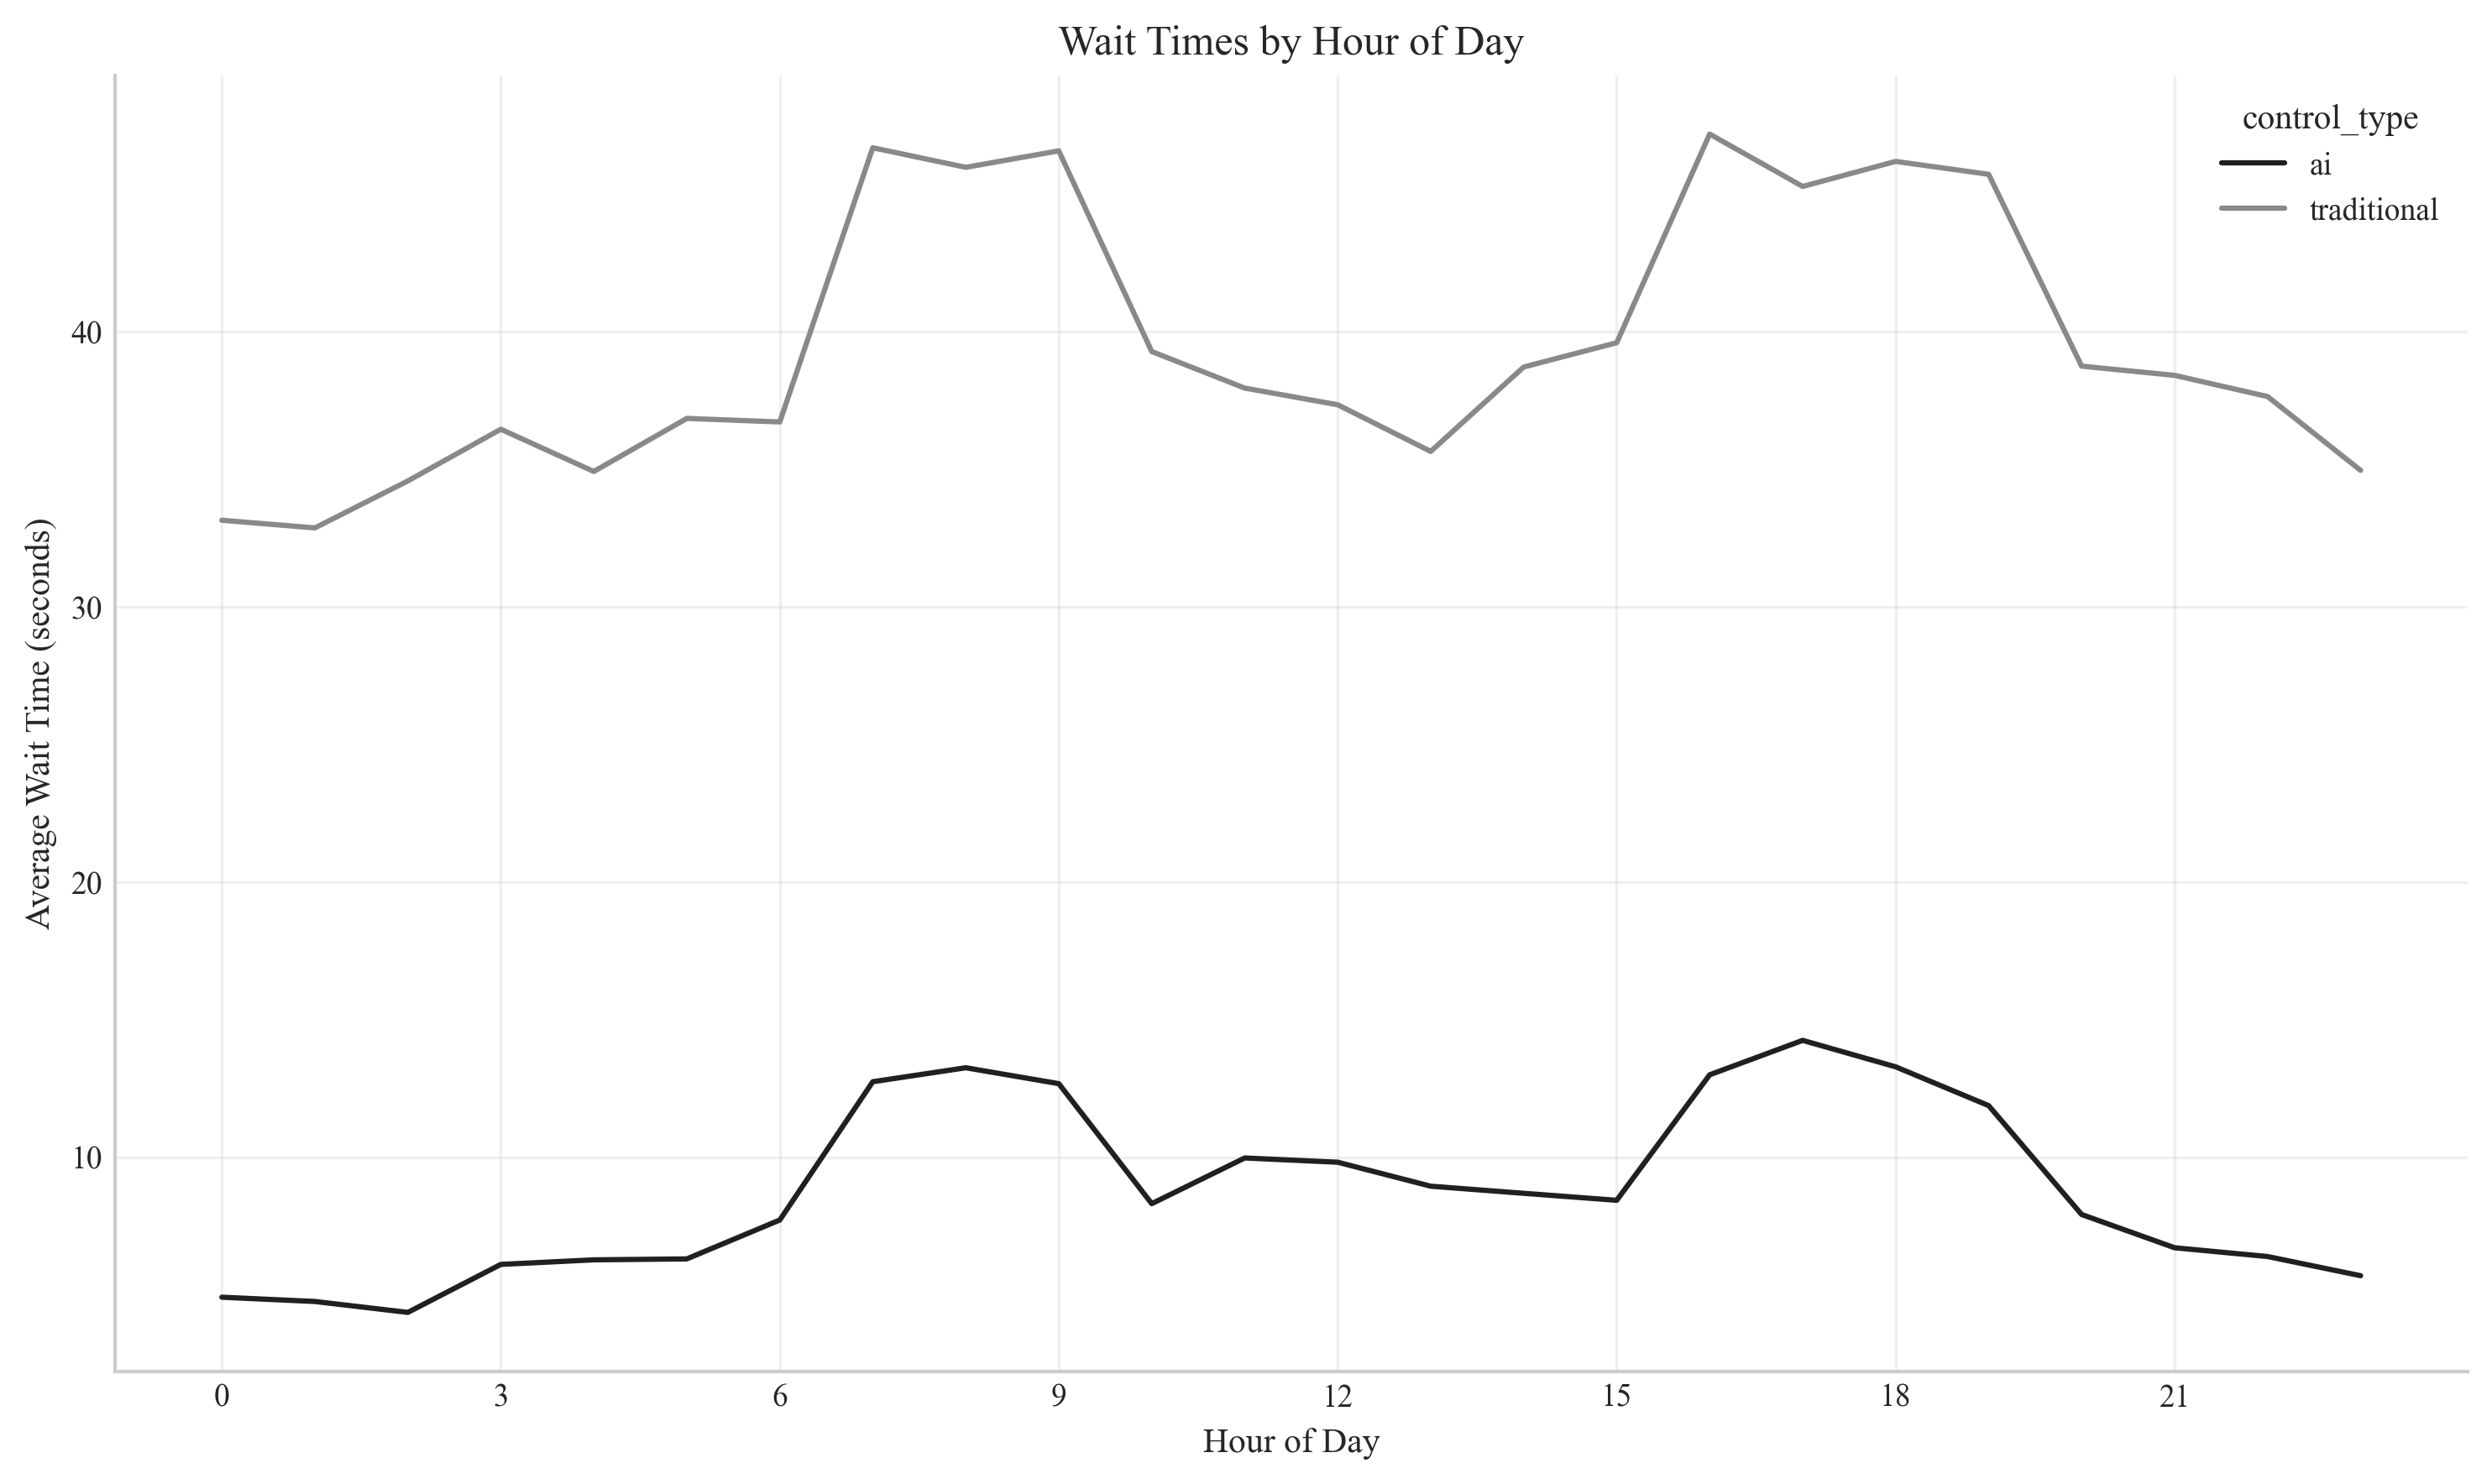 Wait Times by Hour of Day
control_type
ai
traditional
Average Wait Time (seconds)
40
30
20
10
0 3 6 9 12 15 18 21
Hour of Day